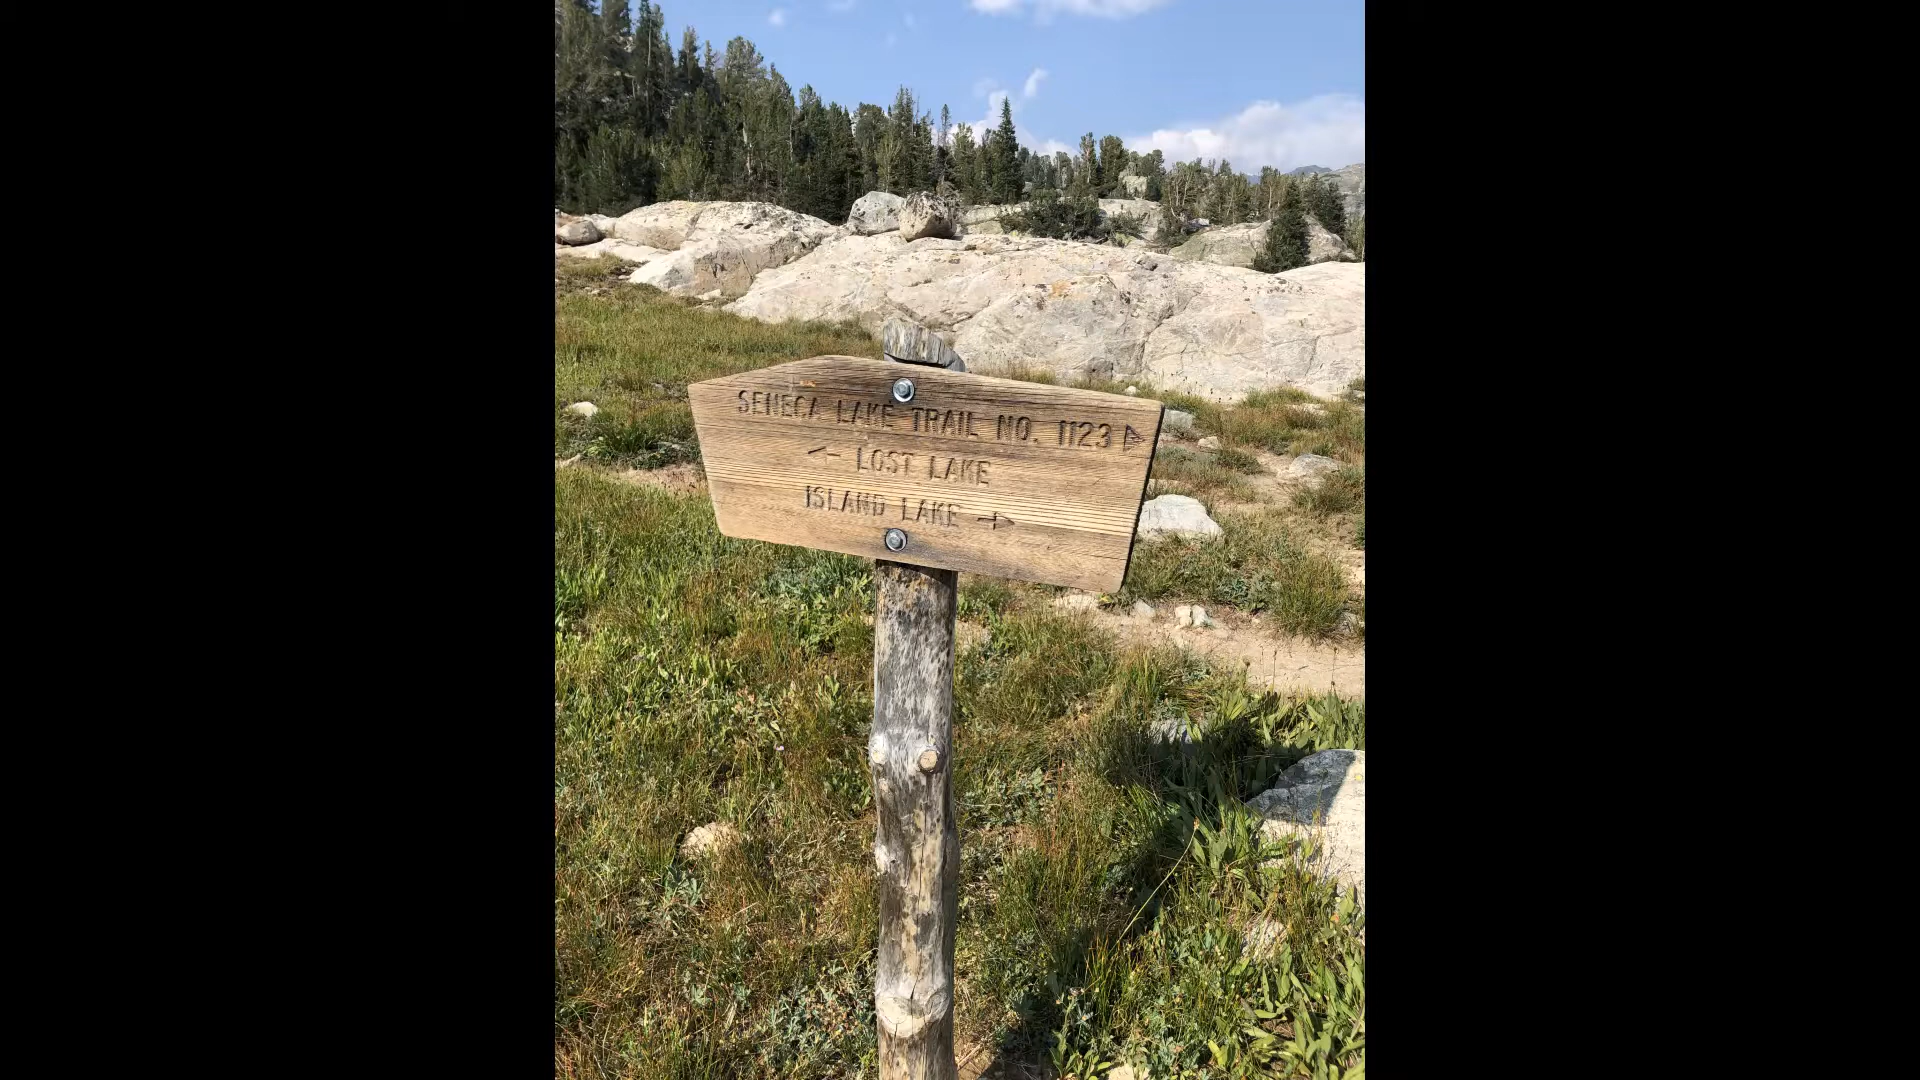 SENECA LAKE TRAIL NO. 1123 ▷
← LOST LAKE
ISLAND LAKE →